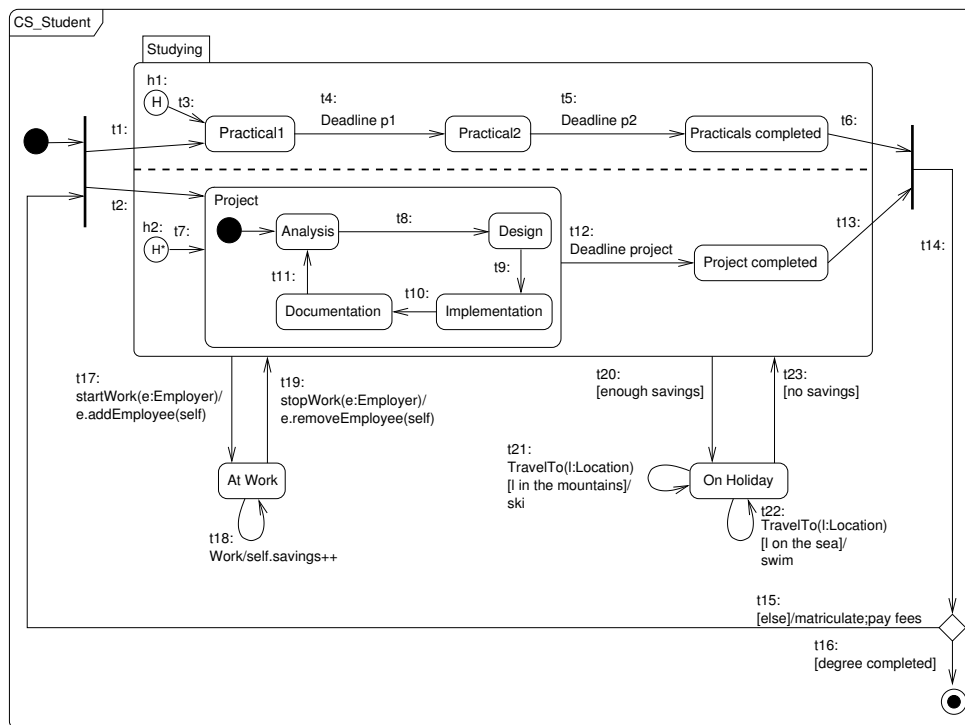 CS_Student
Studying
h1:
H
t3:
t4:
Deadline p1
t5:
Deadline p2
t6:
t1:
Practical1
Practical2
Practicals completed
t2:
Project
h2:
t7:
H*
Analysis
t8:
Design
t12:
Deadline project
t13:
t14:
t11:
t9:
t10:
Project completed
Documentation
Implementation
t17:
startWork(e:Employer)/
e.addEmployee(self)
t19:
stopWork(e:Employer)/
e.removeEmployee(self)
t20:
[enough savings]
t23:
[no savings]
t21:
TravelTo(l:Location)
[l in the mountains]/
ski
At Work
On Holiday
t22:
TravelTo(l:Location)
[l on the sea]/
swim
t18:
Work/self.savings++
t15:
[else]/matriculate;pay fees
t16:
[degree completed]